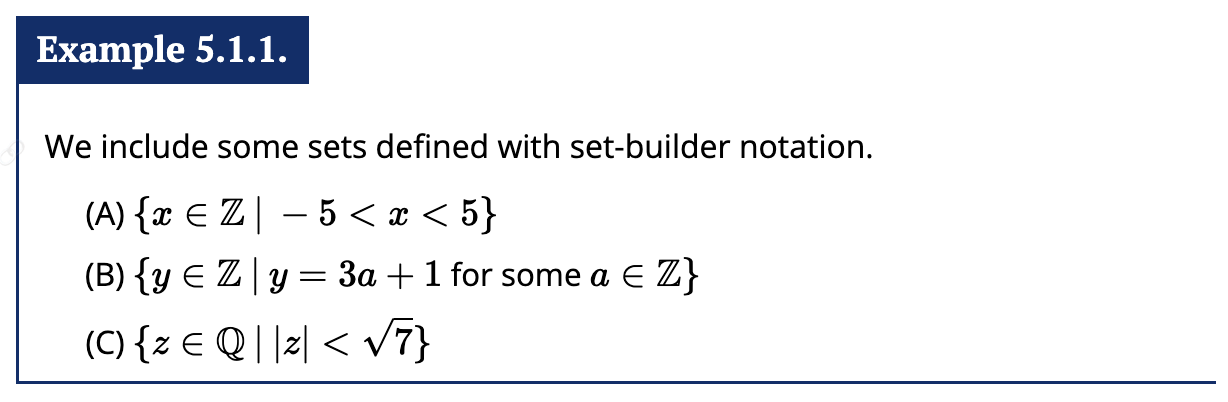 Example 5.1.1.
We include some sets defined with set-builder notation.
(A) {x ∈ ℤ | − 5 < x < 5}
(B) {y ∈ ℤ | y = 3a + 1 for some a ∈ ℤ}
(C) {z ∈ ℚ | |z| < √7}